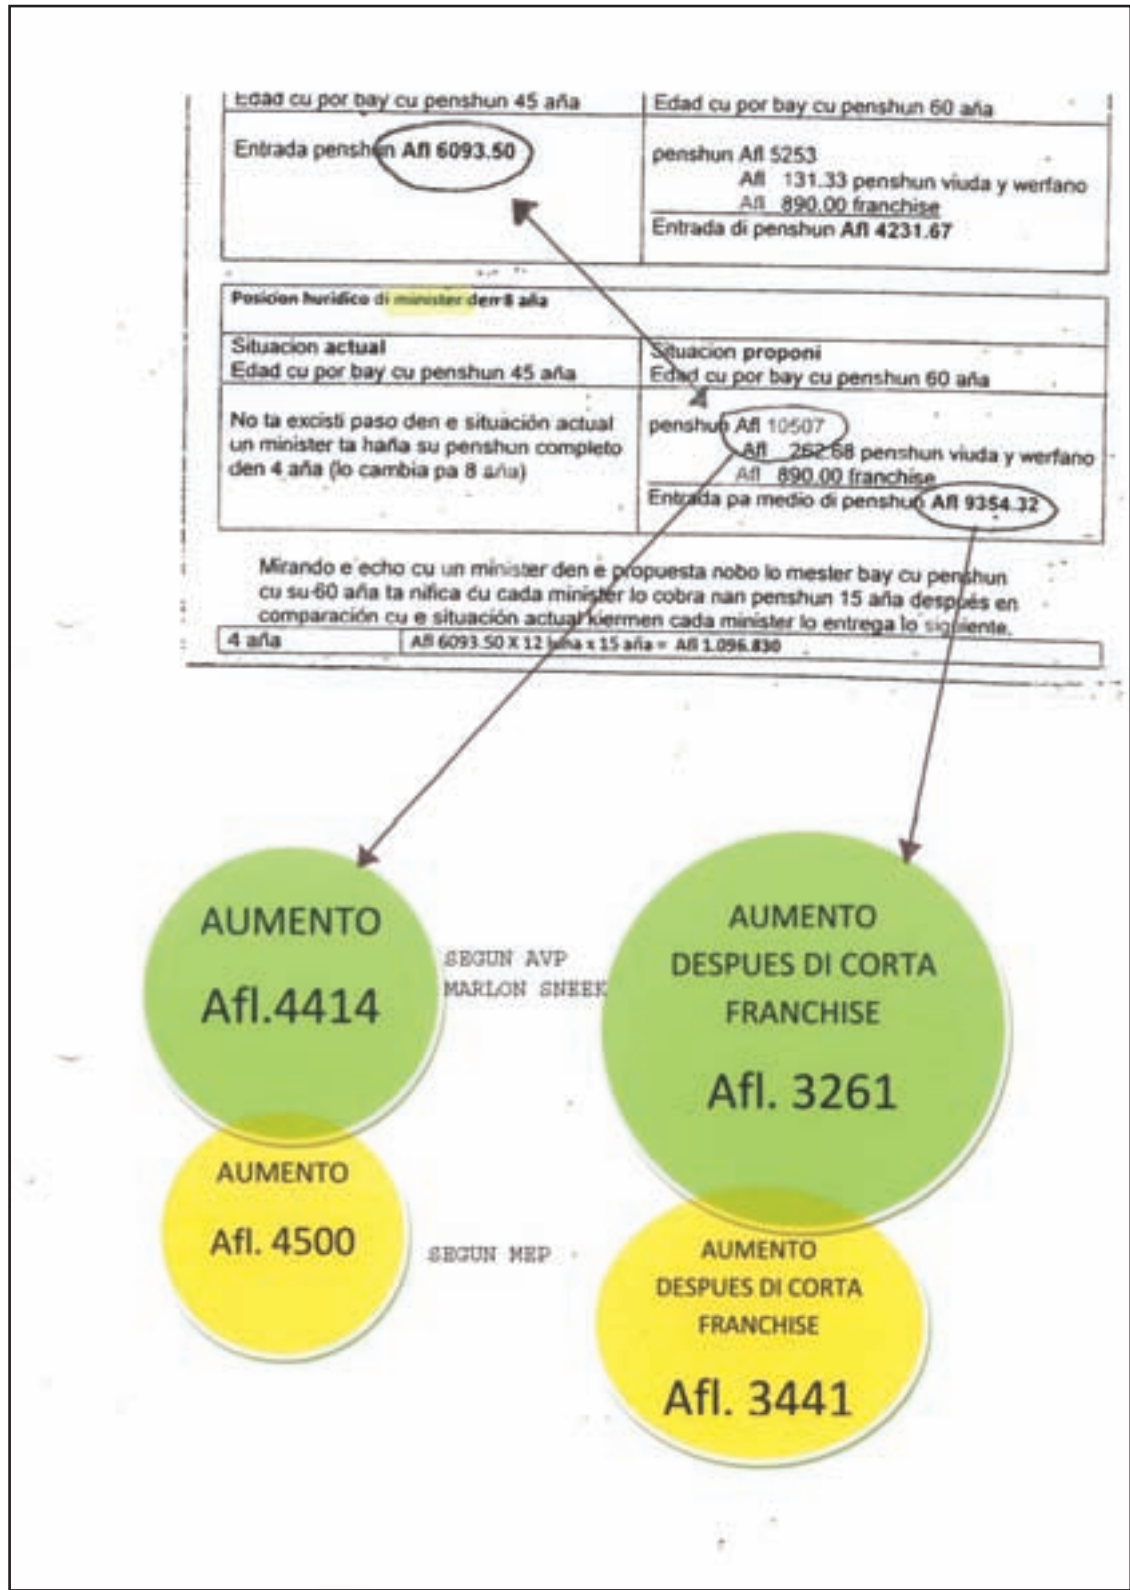 Edad cu por bay cu penshun 45 aña
Edad cu por bay cu penshun 60 aña
Entrada penshun Afl 6093.50
penshun Afl 5253
Afl 131.33 penshun viuda y werfano
Afl 890.00 franchise
Entrada di penshun Afl 4231.67
Posicion huridico di minister den 8 aña
Situacion actual
Edad cu por bay cu penshun 45 aña
Situacion proponi
Edad cu por bay cu penshun 60 aña
No ta excisti paso den e situación actual
un minister ta haña su penshun completo
den 4 aña (lo cambia pa 8 aña)
penshun Afl 10507
Afl 262.68 penshun viuda y werfano
Afl 890.00 franchise
Entrada pa medio di penshun Afl 9354.32
Mirando e echo cu un minister den e propuesta nobo lo mester bay cu penshun
cu su 60 aña ta nifica cu cada minister lo cobra nan penshun 15 aña después en
comparación cu e situación actual kiermen cada minister lo entrega lo siguiente.
4 aña
Afl 6093.50 X 12 luna x 15 aña = Afl 1.096.830
AUMENTO
Afl.4414
SEGUN AVP
MARLON SNEEK
AUMENTO
DESPUES DI CORTA
FRANCHISE
Afl. 3261
AUMENTO
Afl. 4500
SEGUN MEP
AUMENTO
DESPUES DI CORTA
FRANCHISE
Afl. 3441